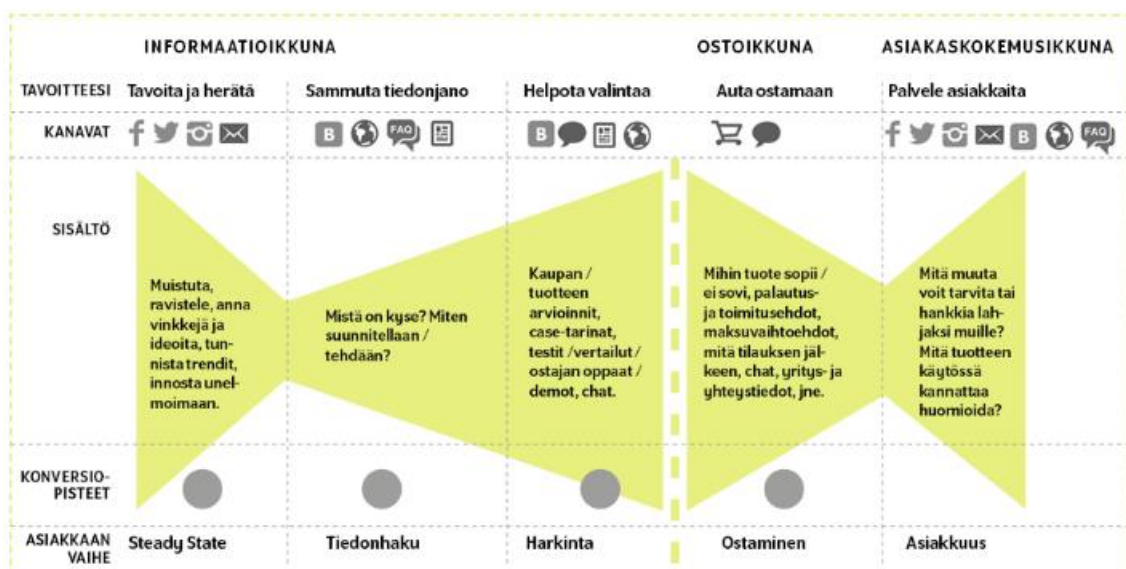 INFORMAATIOIKKUNA
OSTOIKKUNA
ASIAKASKOKEMUSIKKUNA
TAVOITTEESI
Tavoita ja herätä
Sammuta tiedonjano
Helpota valintaa
Auta ostamaan
Palvele asiakkaita
KANAVAT
B
FAQ
B
B
FAQ
SISÄLTÖ
Muistuta,
ravistele, anna
vinkkejä ja
ideoita, tun-
nista trendit,
innosta unel-
moimaan.
Mistä on kyse? Miten
suunnitellaan /
tehdään?
Kaupan /
tuotteen
arvioinnit,
case-tarinat,
testit /vertailut /
ostajan oppaat /
demot, chat.
Mihin tuote sopii /
ei sovi, palautus-
ja toimitusehdot,
maksuvaihtoehdot,
mitä tilauksen jäl-
keen, chat, yritys- ja
yhteystiedot, jne.
Mitä muuta
voit tarvita tai
hankkia lah-
jaksi muille?
Mitä tuotteen
käytössä
kannattaa
huomioida?
KONVERSIO-
PISTEET
ASIAKKAAN
VAIHE
Steady State
Tiedonhaku
Harkinta
Ostaminen
Asiakkuus